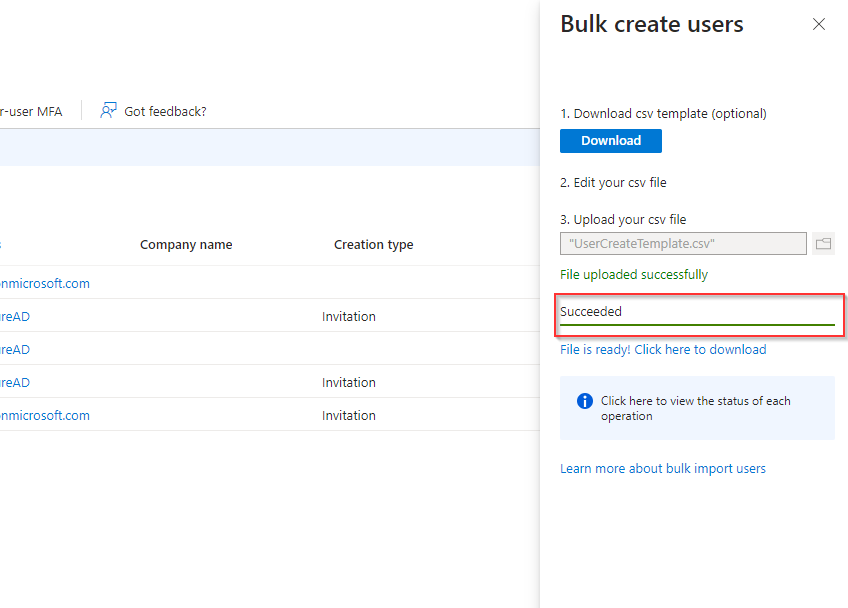 Bulk create users
r-user MFA
Got feedback?
1. Download csv template (optional)
Download
2. Edit your csv file
3. Upload your csv file
"UserCreateTemplate.csv"
File uploaded successfully
Succeeded
File is ready! Click here to download
Click here to view the status of each
operation
Learn more about bulk import users
Company name Creation type
onmicrosoft.com
reAD Invitation
reAD
reAD Invitation
onmicrosoft.com Invitation